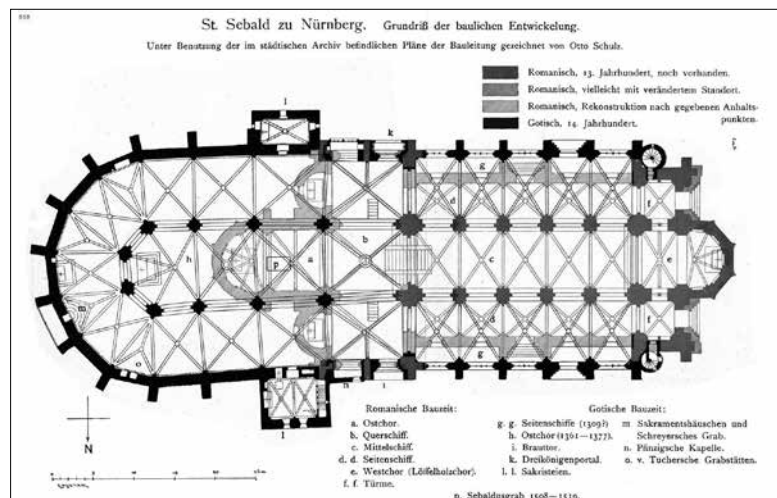 St. Sebald zu Nürnberg. Grundriß der baulichen Entwickelung.
Unter Benutzung der im städtischen Archiv befindlichen Pläne der Bauleitung gezeichnet von Otto Schulz.
Romanisch, 13. Jahrhundert, noch vorhanden.
Romanisch, vielleicht mit verändertem Standort.
Romanisch, Rekonstruktion nach gegebenen Anhalts-
punkten.
Gotisch, 14. Jahrhundert.
l
k
g
d
f
b
h
p
a
c
e
m
d
f
o
g
n
i
l
N
Romanische Bauzeit:
a. Ostchor.
b. Querschiff.
c. Mittelschiff.
d. d. Seitenschiff.
e. Westchor (Löffelholzchor).
f. f. Türme.
Gotische Bauzeit:
g. g. Seitenschiffe (1309?)
h. Ostchor (1361—1377).
i. Brauttor.
k. Dreikönigenportal.
l. l. Sakristeien.
m Sakramentshäuschen und
Schreyersches Grab.
n. Pfinzigsche Kapelle.
o. v. Tuchersche Grabstätten.
p. Sebaldusgrab 1508—1519.